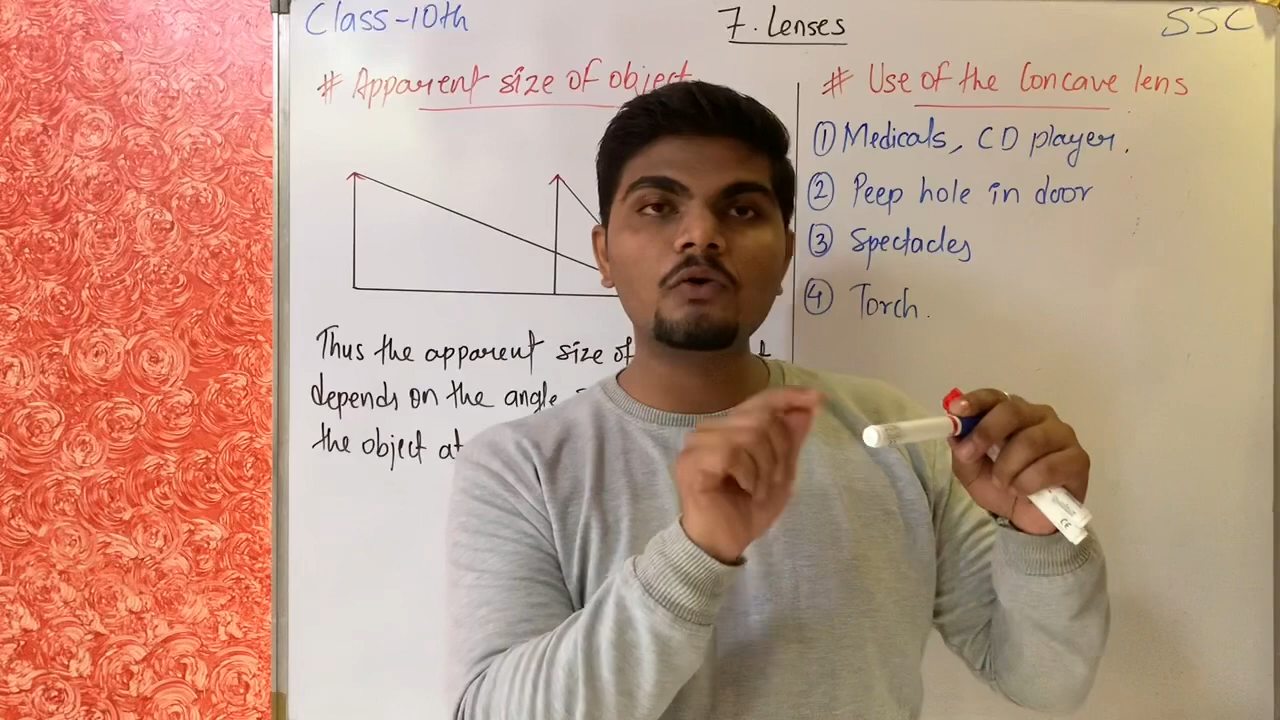 Class-10th
7. Lenses
SSC
# Apparent size of object
Thus the apparent size of
depends on the angle
the object at
# Use of the Concave lens
① Medicals, CD player.
② Peep hole in door
③ Spectacles
④ Torch.